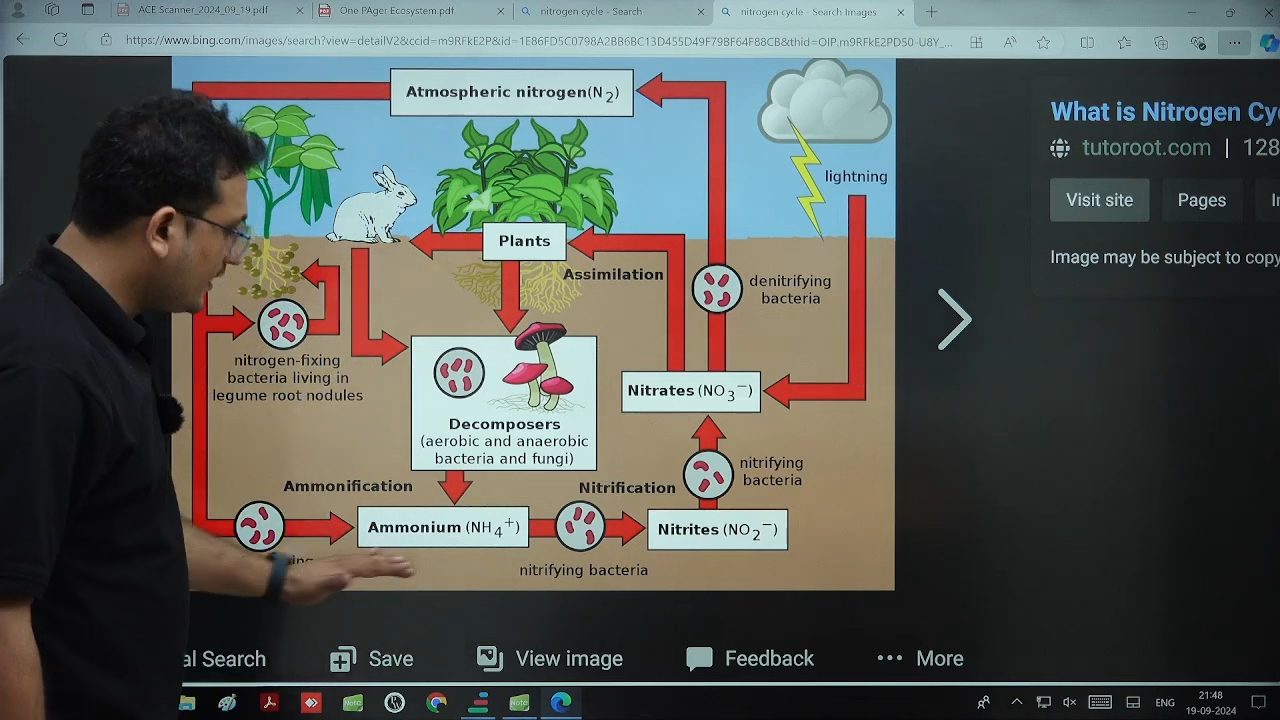 ACE Scanner_2024_09_19.pdf
One PAger Ecosystem.pdf
nitrogen cycle - Search
nitrogen cycle - Search Images
https://www.bing.com/images/search?view=detailV2&ccid=m9RFkE2P&id=1E86FD5C0798A2BB6BC13D455D49F79BF64F88CB&thid=OIP.m9RFkE2PD50-U8Y_...
Atmospheric nitrogen(N2)
lightning
Plants
Assimilation
denitrifying
bacteria
nitrogen-fixing
bacteria living in
legume root nodules
Nitrates (NO3−)
Decomposers
(aerobic and anaerobic
bacteria and fungi)
nitrifying
bacteria
Ammonification
Nitrification
Ammonium (NH4+)
Nitrites (NO2−)
nitrifying bacteria
What is Nitrogen Cy
tutoroot.com | 128
Visit site
Pages
Image may be subject to copy
al Search
Save
View image
Feedback
More
ENG
21:48
19-09-2024